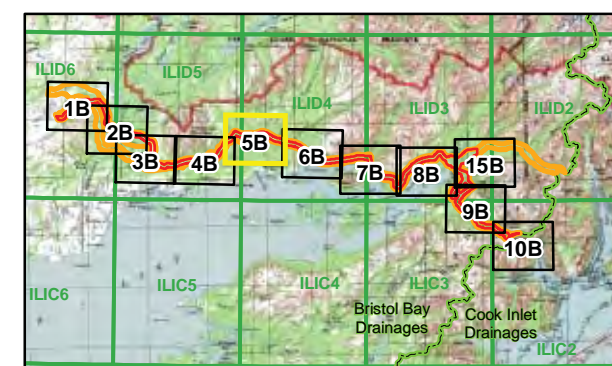 ILID6
ILID5
ILID4
ILID3
ILID2
1B
2B
3B
4B
5B
6B
7B
8B
15B
9B
10B
ILIC6
ILIC5
ILIC4
ILIC3
ILIC2
Bristol Bay
Drainages
Cook Inlet
Drainages